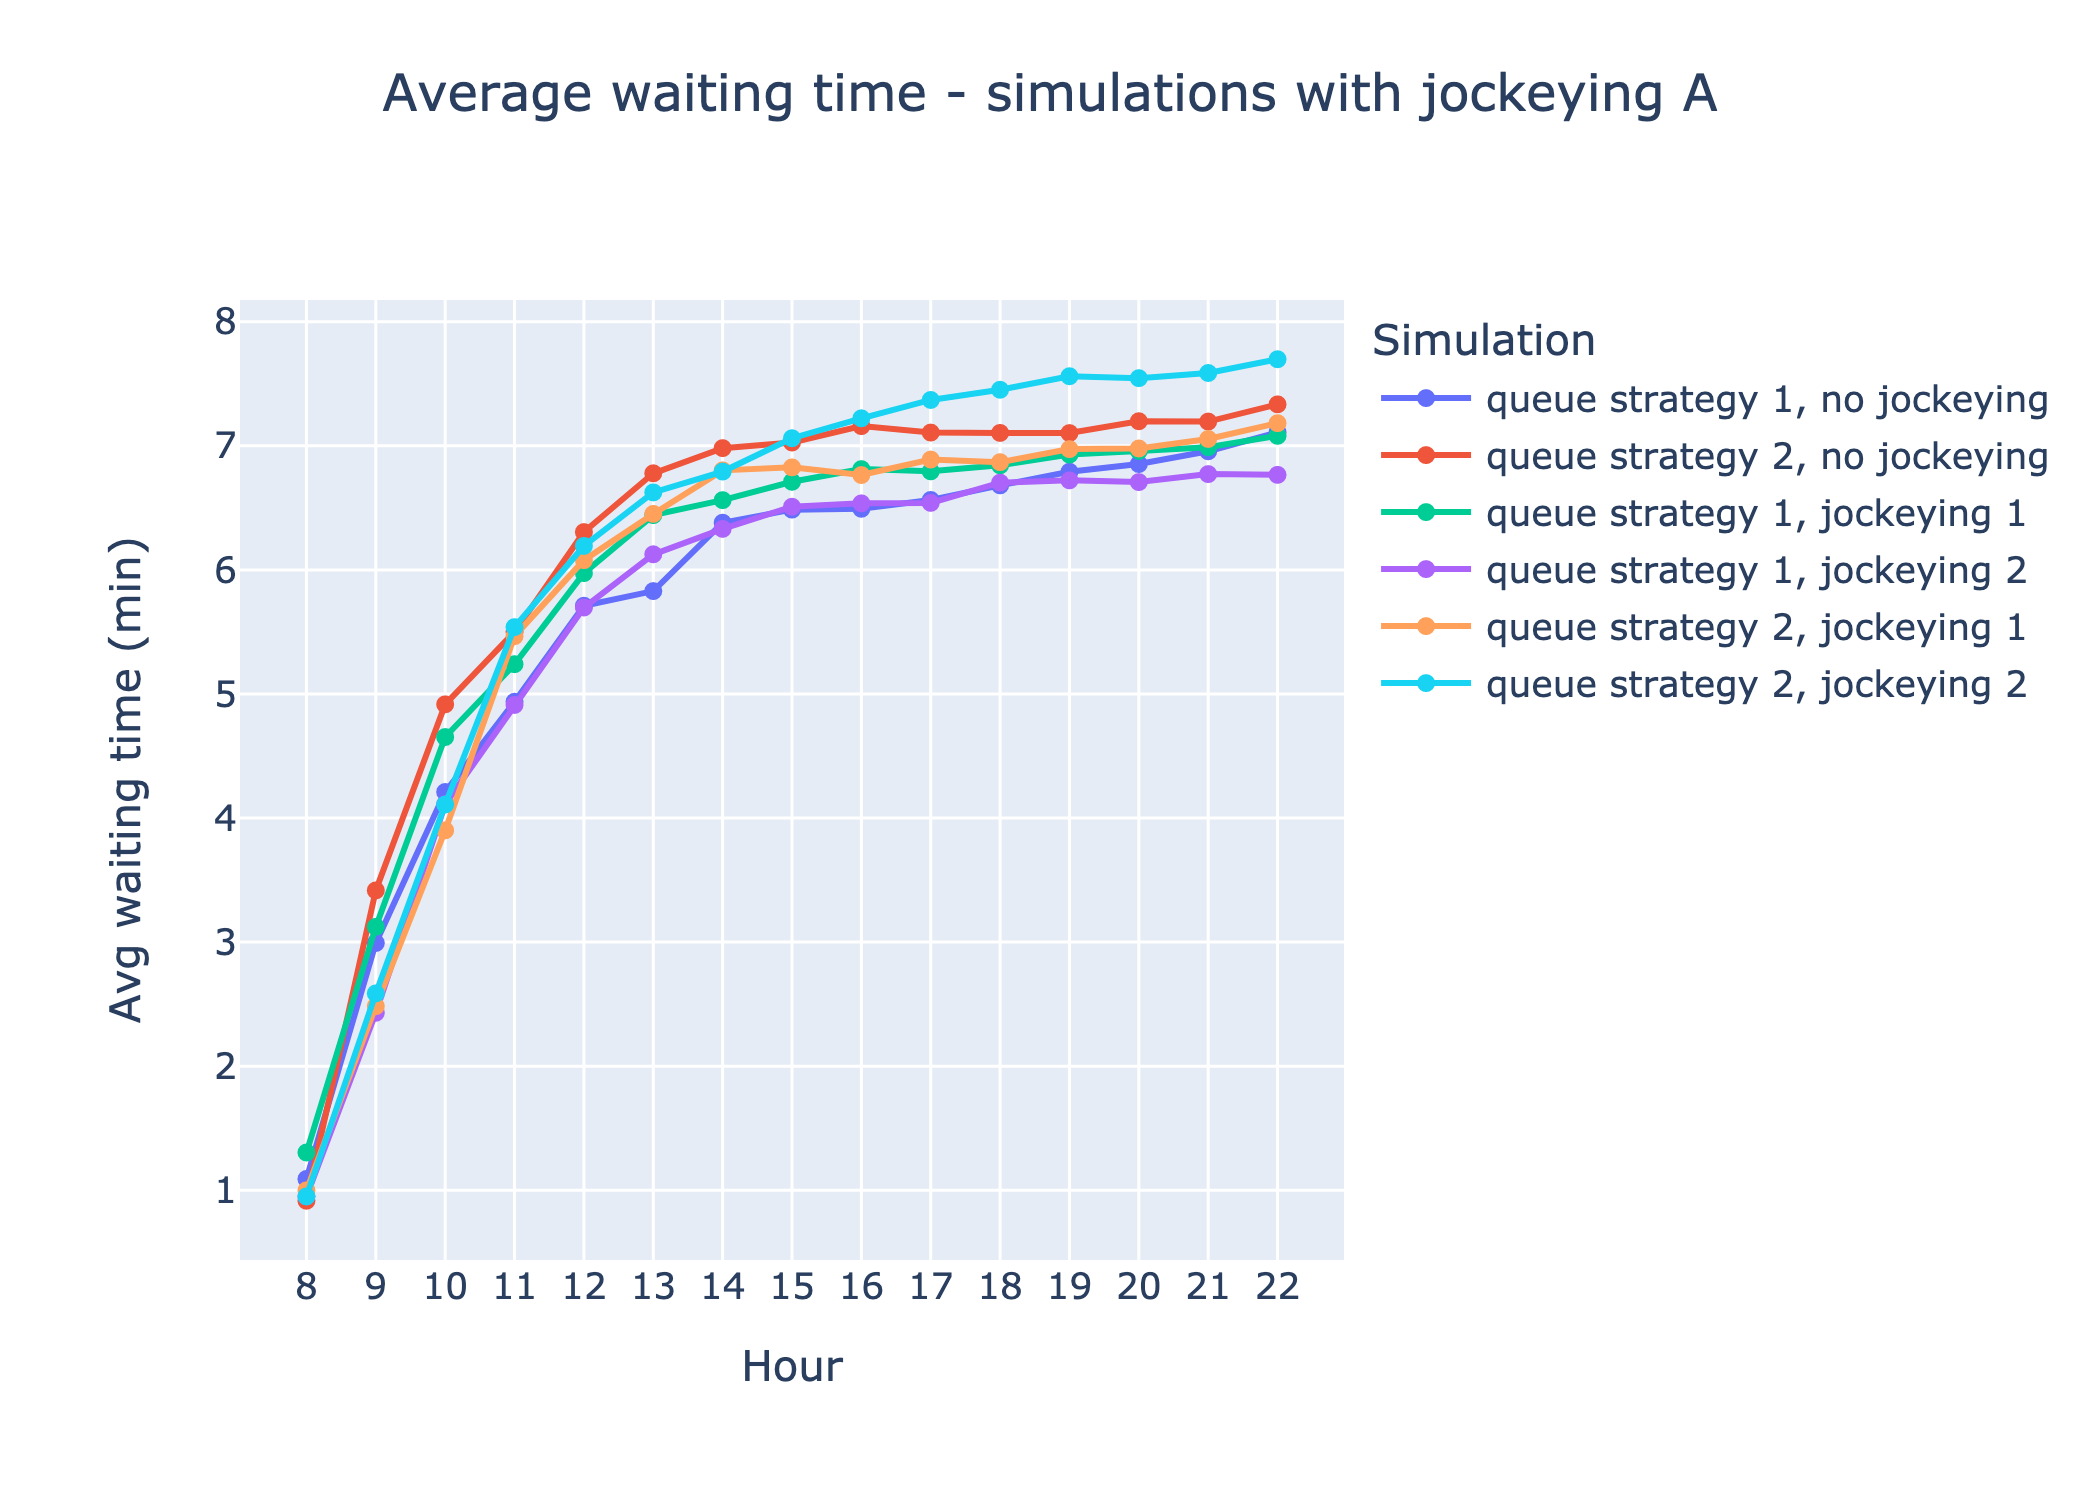 Average waiting time - simulations with jockeying A
Simulation
queue strategy 1, no jockeying
queue strategy 2, no jockeying
queue strategy 1, jockeying 1
queue strategy 1, jockeying 2
queue strategy 2, jockeying 1
queue strategy 2, jockeying 2
Avg waiting time (min)
8
7
6
5
4
3
2
1
8 9 10 11 12 13 14 15 16 17 18 19 20 21 22
Hour